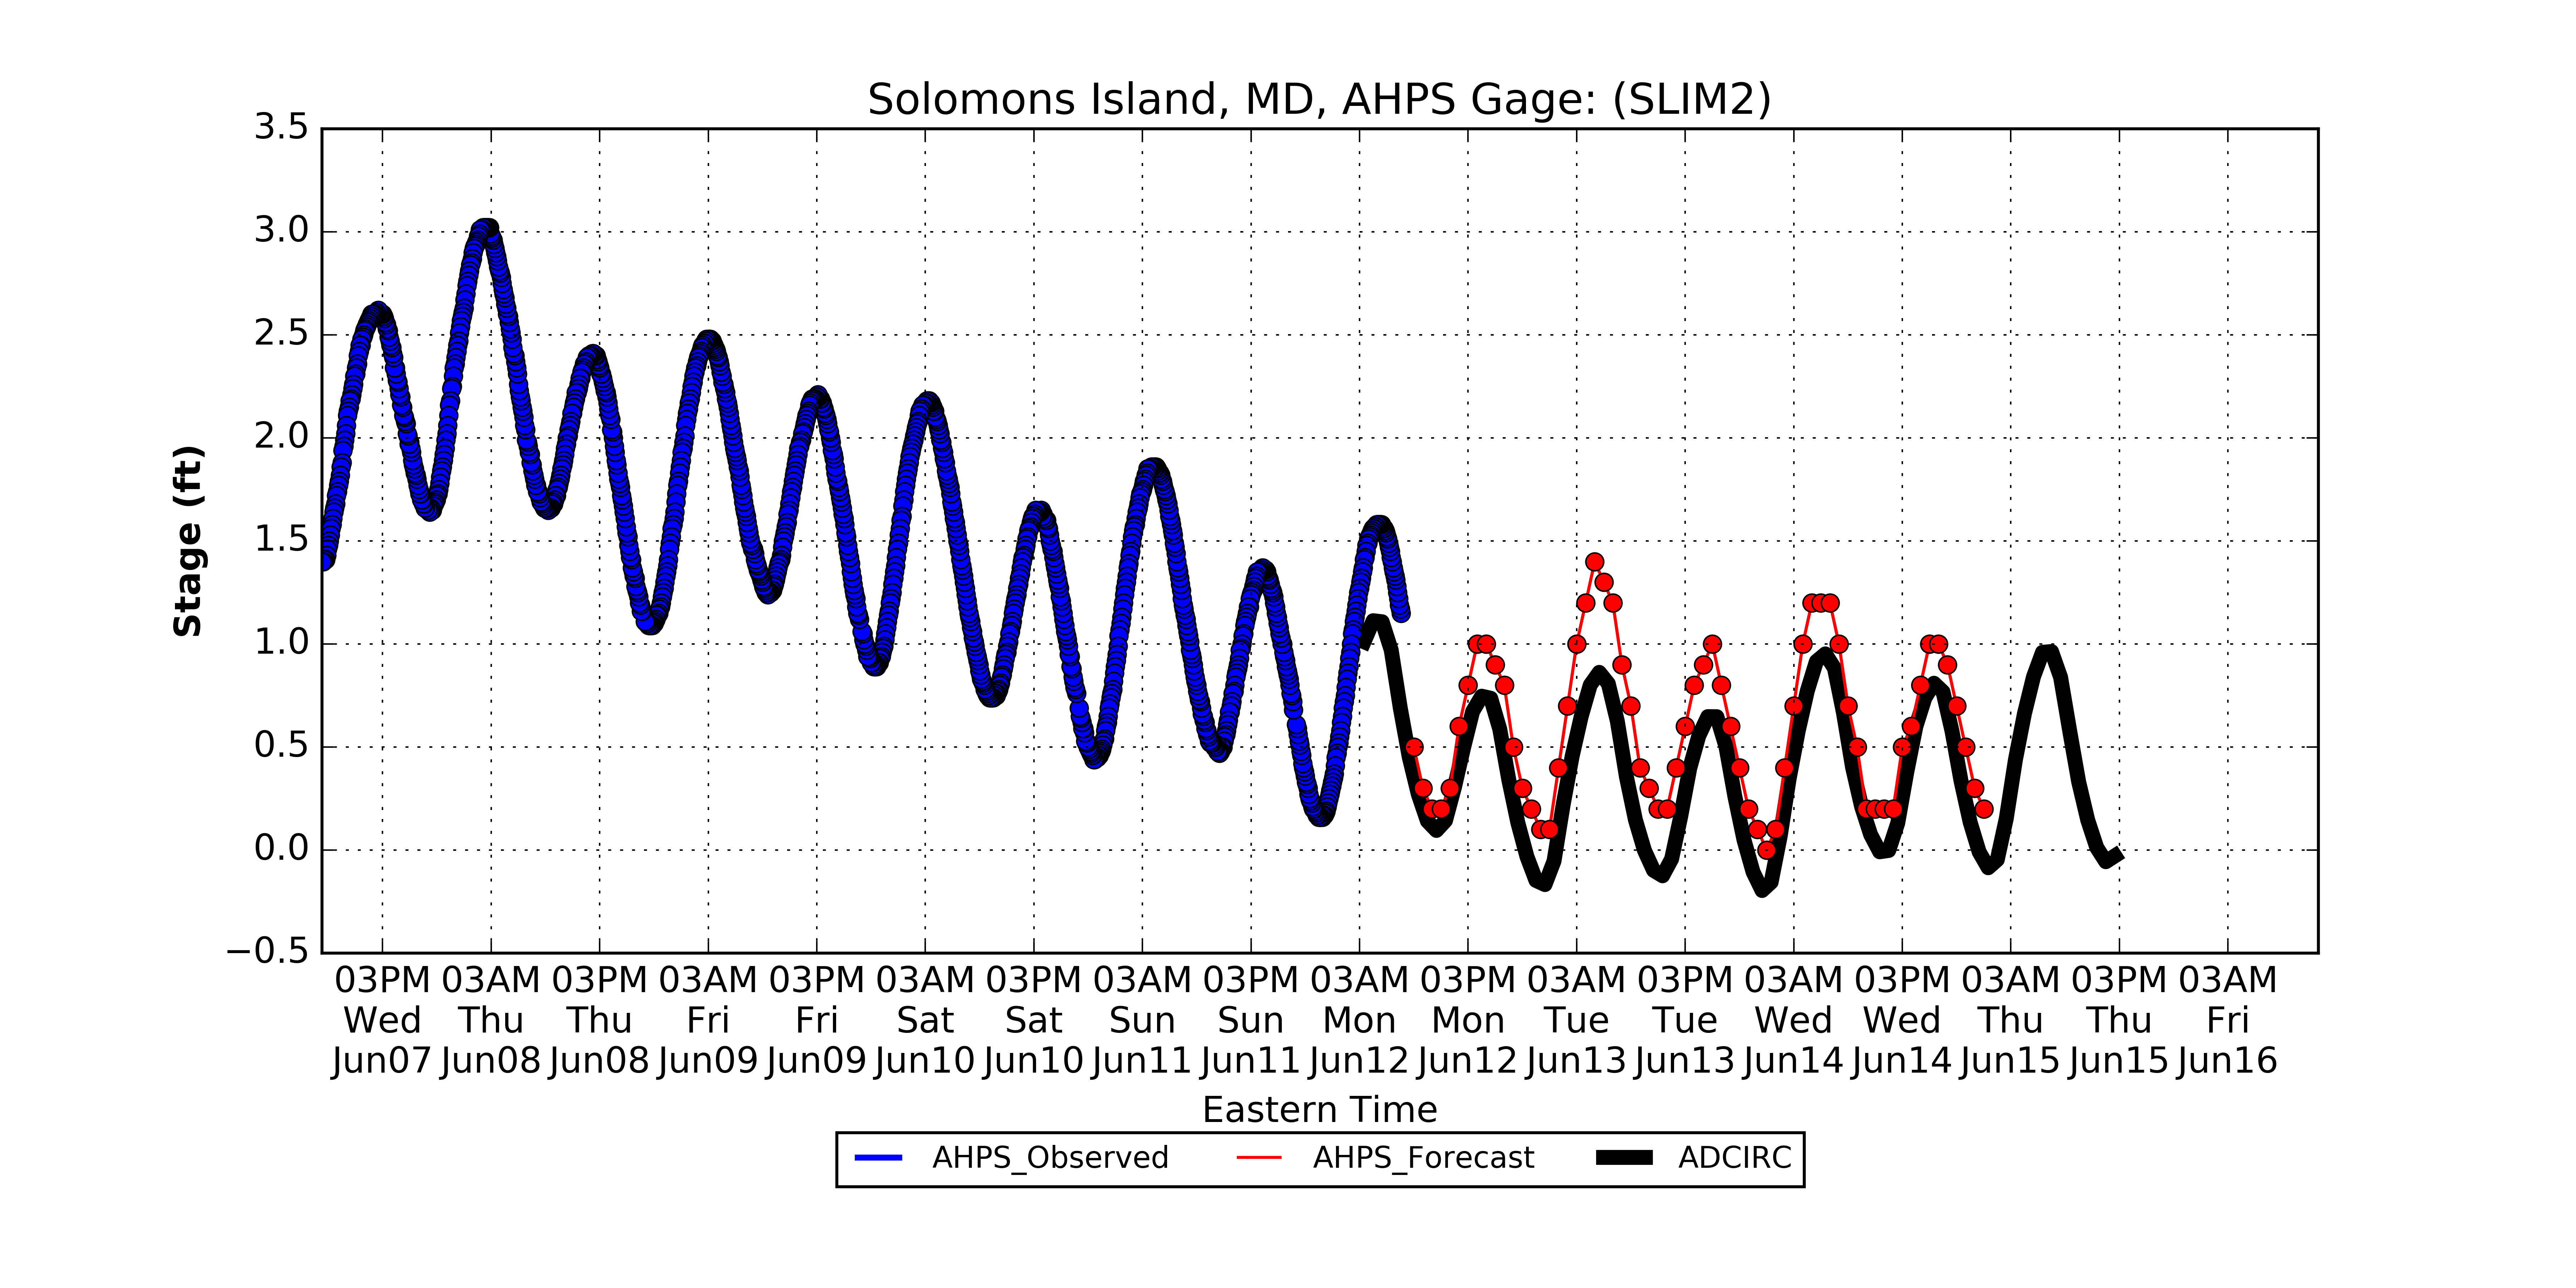 Solomons Island, MD, AHPS Gage: (SLIM2)
3.5
3.0
2.5
2.0
1.5
1.0
0.5
0.0
−0.5
Stage (ft)
03PM 03AM 03PM 03AM 03PM 03AM 03PM 03AM 03PM 03AM 03PM 03AM 03PM 03AM 03PM 03AM 03PM 03AM
Wed Thu Thu Fri Fri Sat Sat Sun Sun Mon Mon Tue Tue Wed Wed Thu Thu Fri
Jun07 Jun08 Jun08 Jun09 Jun09 Jun10 Jun10 Jun11 Jun11 Jun12 Jun12 Jun13 Jun13 Jun14 Jun14 Jun15 Jun15 Jun16
Eastern Time
AHPS_Observed AHPS_Forecast ADCIRC